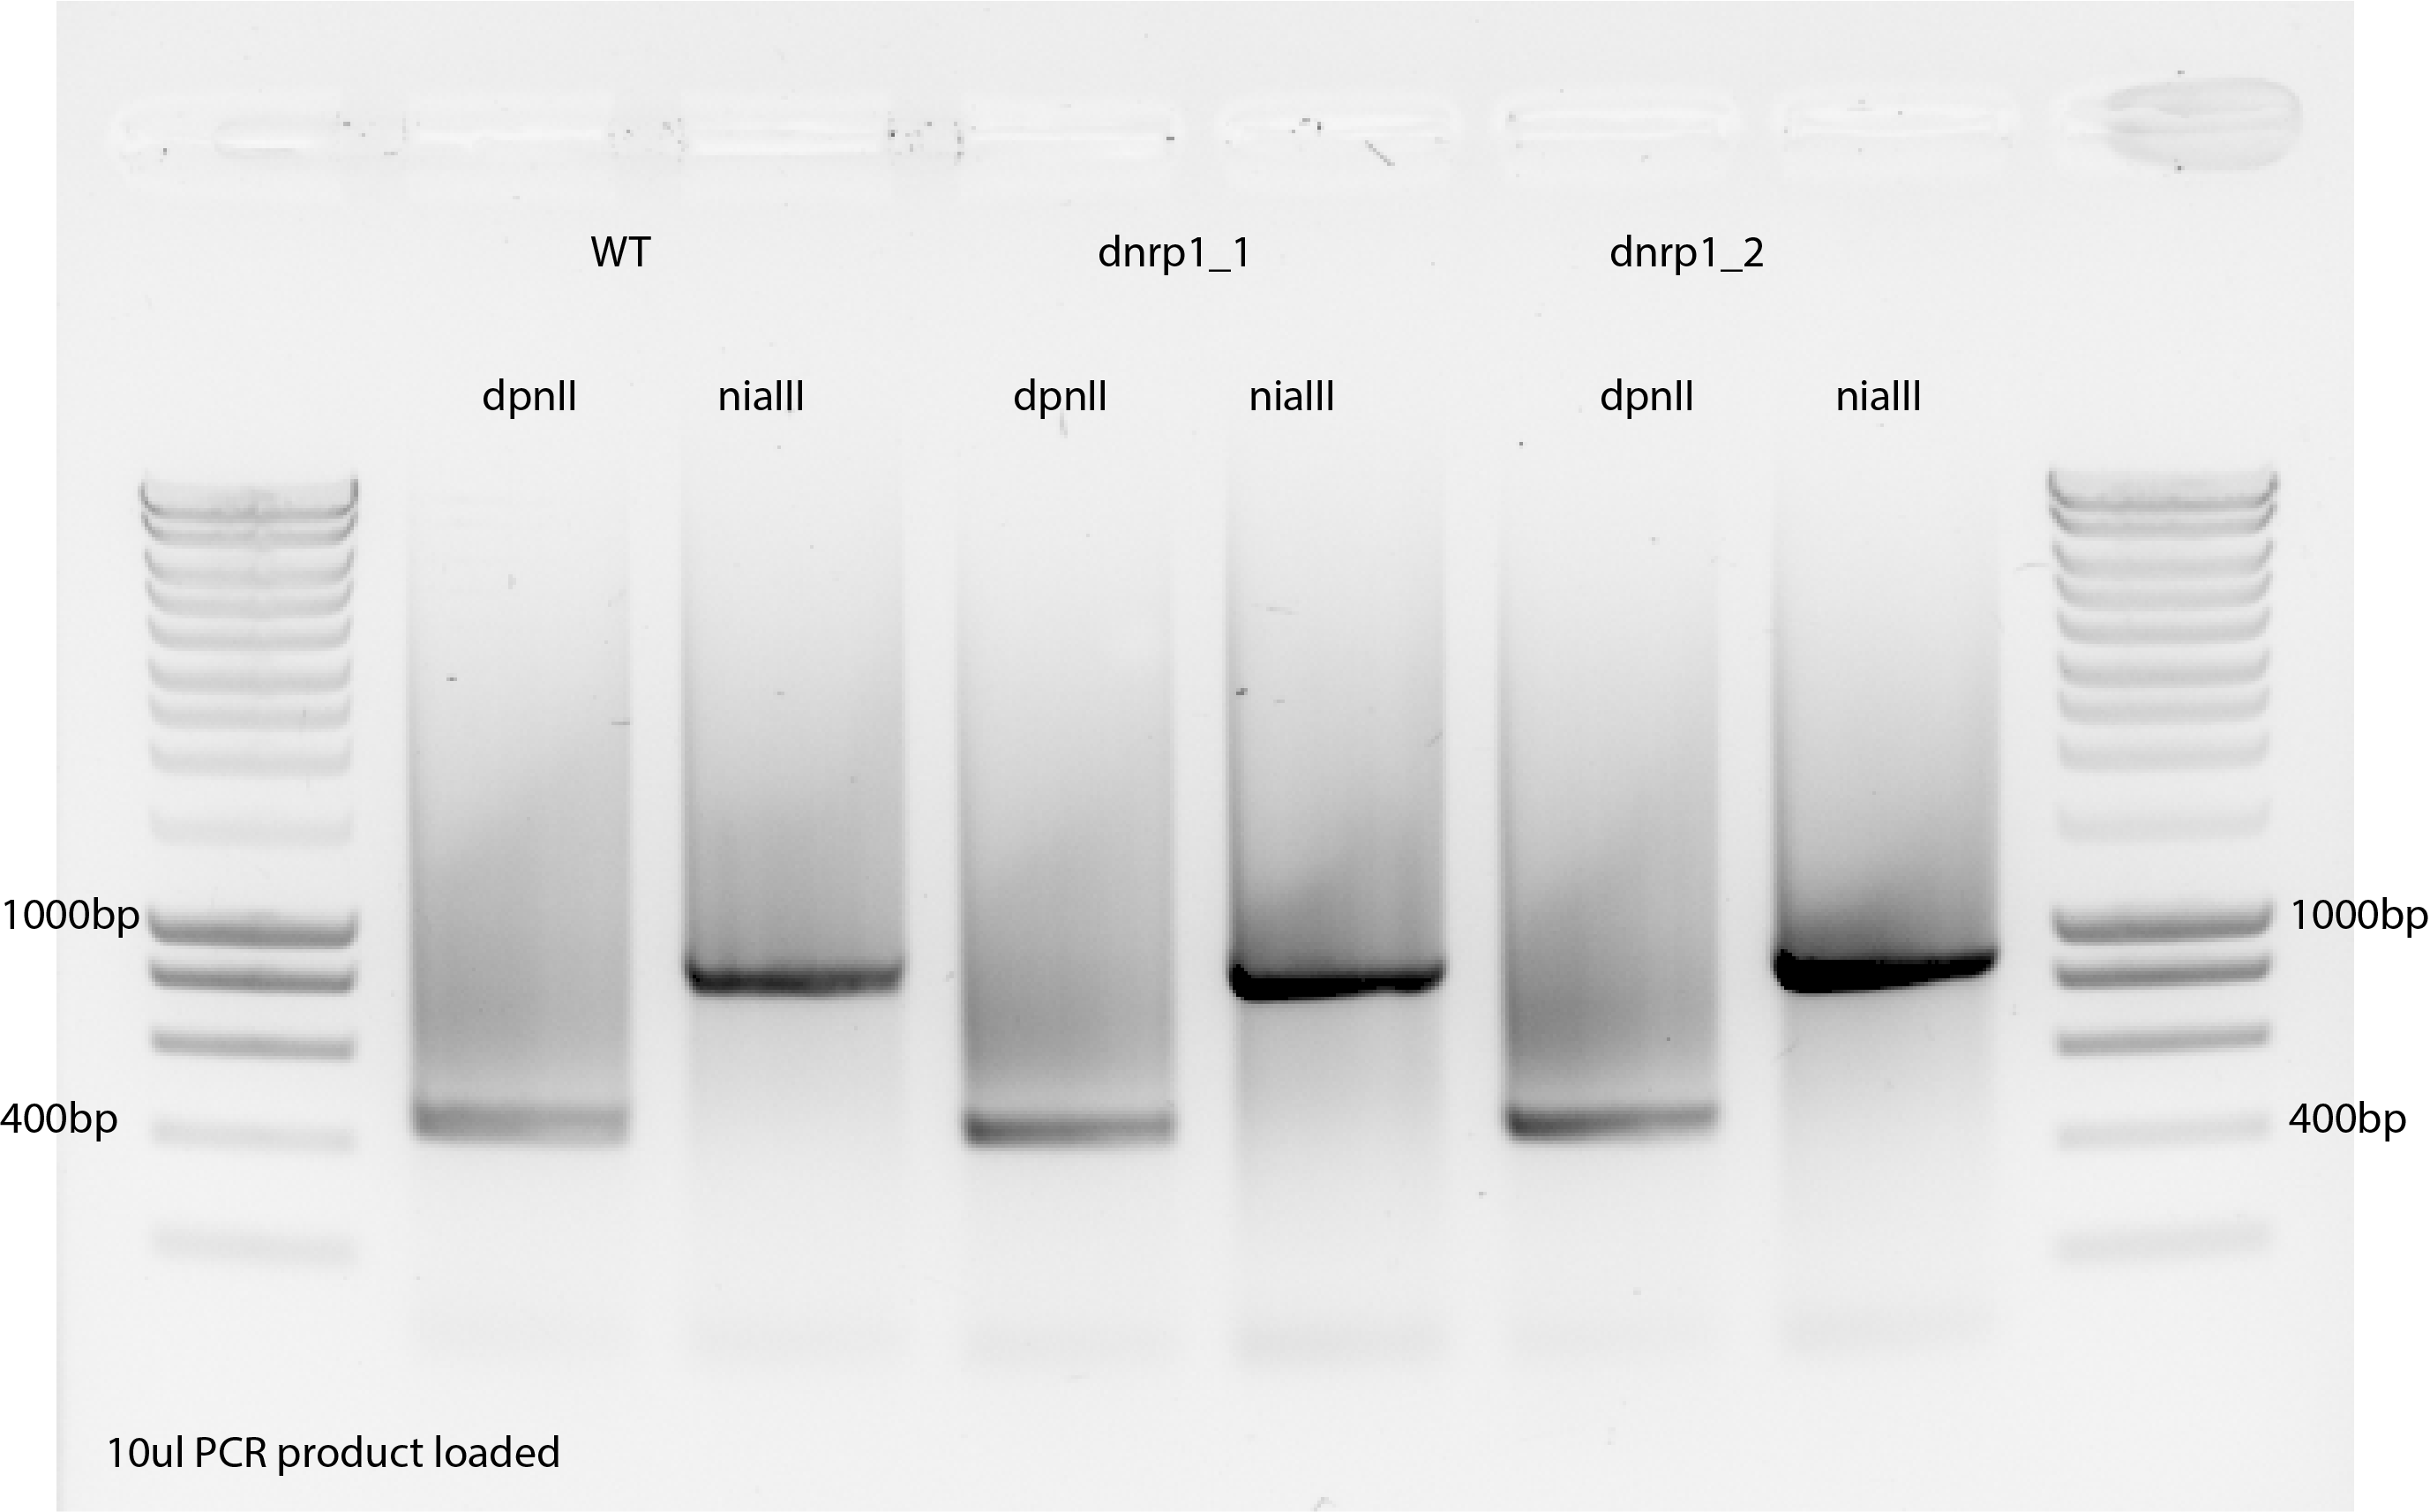 WT dnrp1_1 dnrp1_2
dpnII niaIII dpnII niaIII dpnII niaIII
1000bp 1000bp
400bp 400bp
10ul PCR product loaded